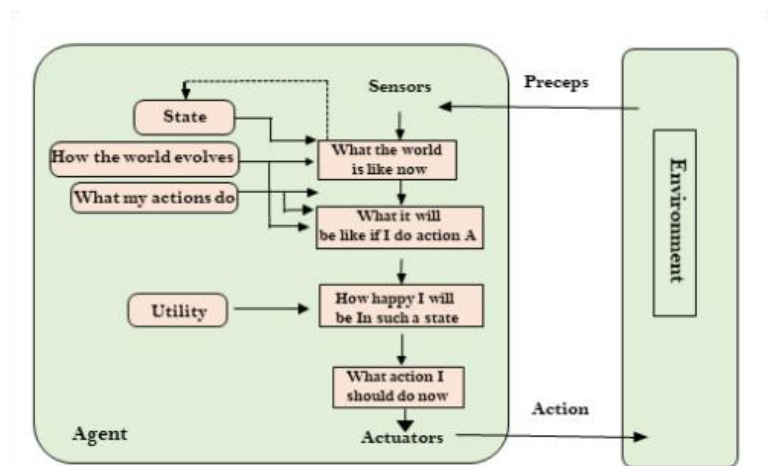 Sensors
Preceps
State
What the world
is like now
How the world evolves
What my actions do
What it will
be like if I do action A
Environment
How happy I will
be In such a state
Utility
What action I
should do now
Action
Agent
Actuators